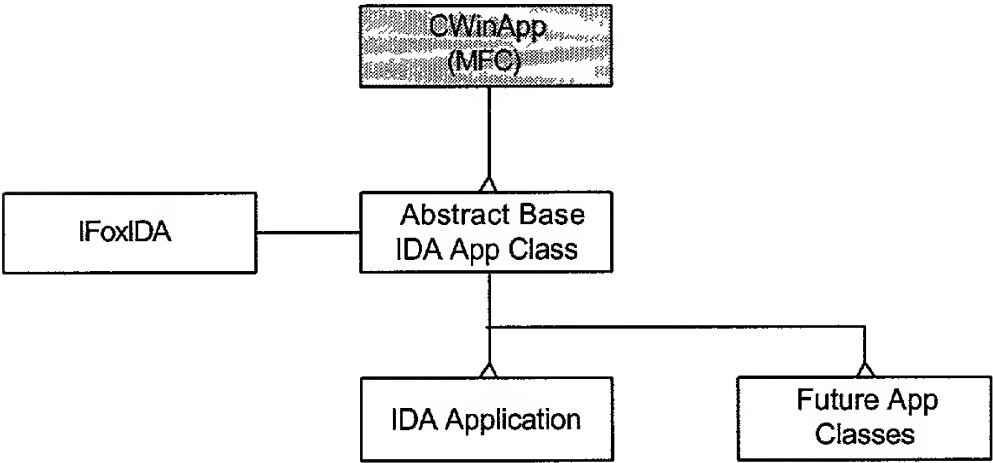 CWinApp
(MFC)
IFoxIDA
Abstract Base
IDA App Class
IDA Application
Future App
Classes